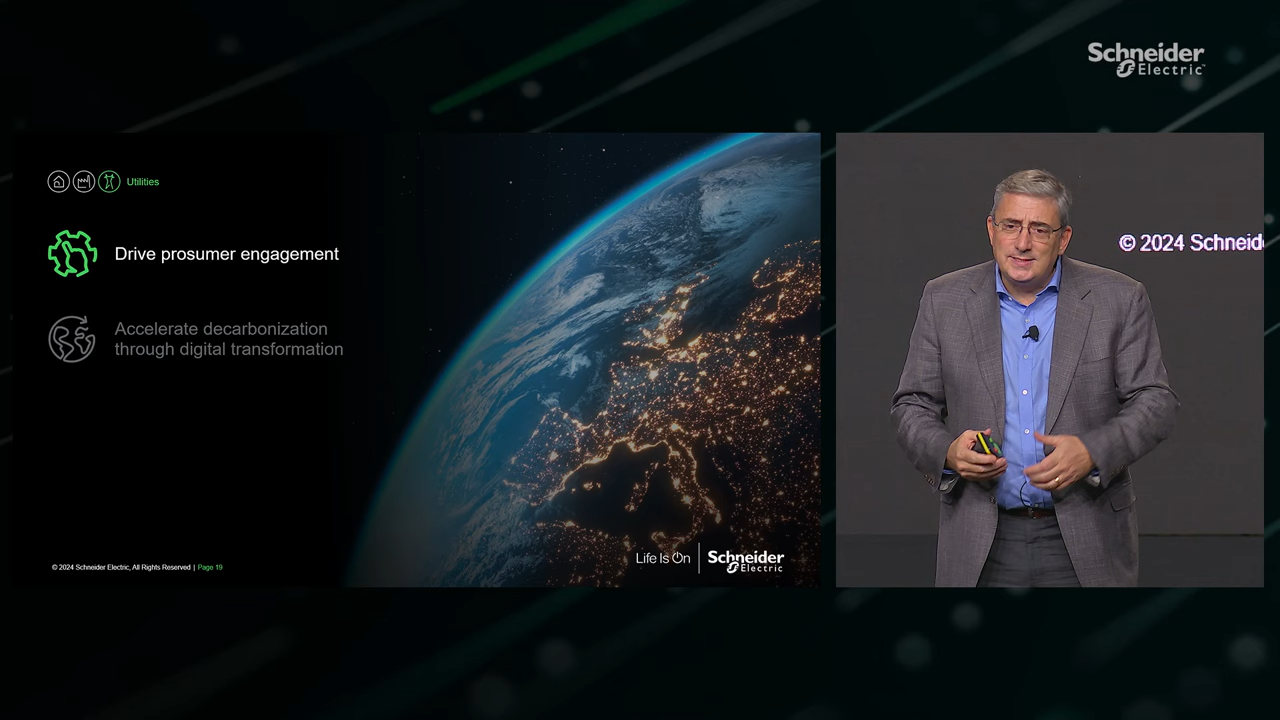 Schneider
Electric
Utilities
Drive prosumer engagement
Accelerate decarbonization
through digital transformation
© 2024 Schneider Electric, All Rights Reserved | Page 19
Life Is On
Schneider
Electric
© 2024 Schneid